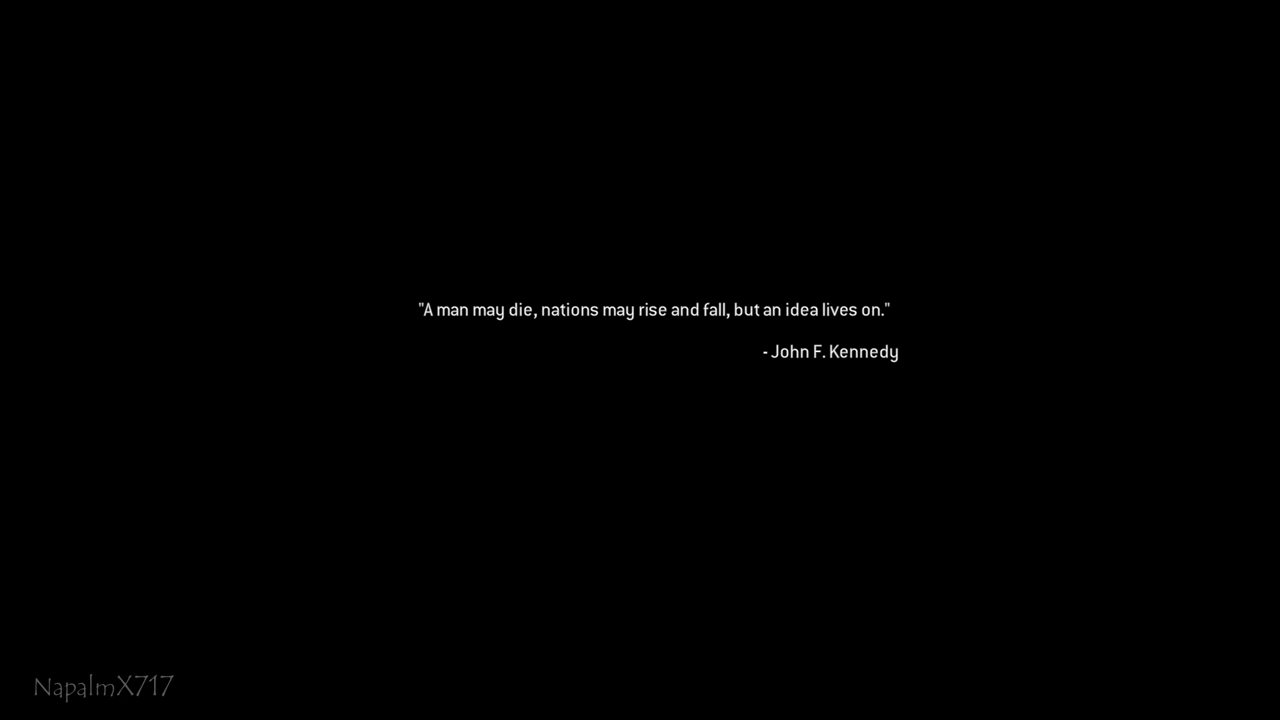 "A man may die, nations may rise and fall, but an idea lives on."
- John F. Kennedy
NapalmX717